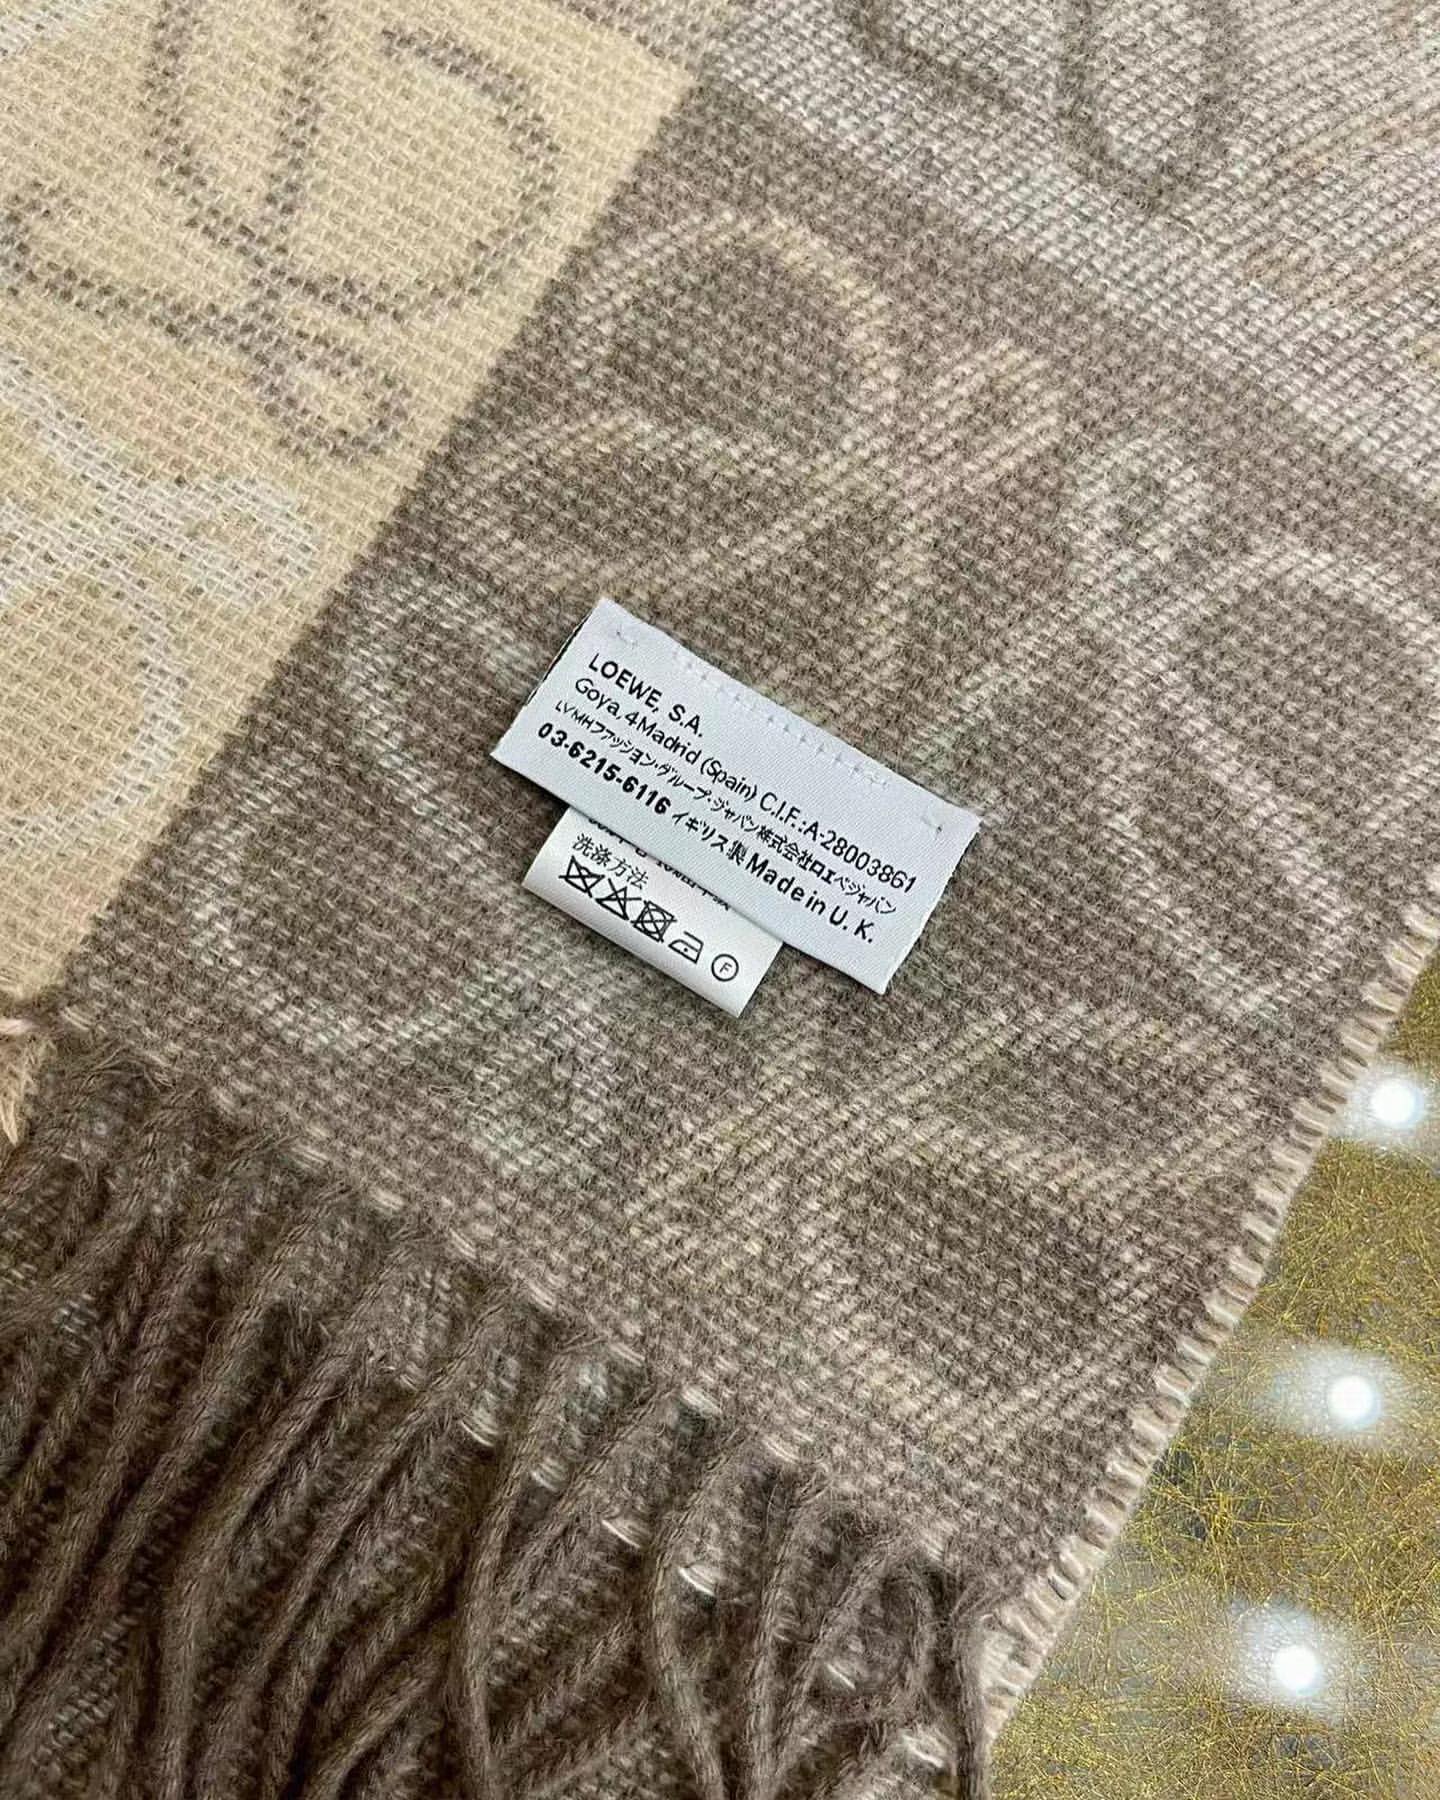 LOEWE, S.A.
Goya, 4 Madrid (Spain) C.I.F.:A-28003861
LVMHファッション・グループ・ジャパン株式会社ロエベジャパン
03-6215-6116 イギリス製 Made in U. K.
洗涤方法
F